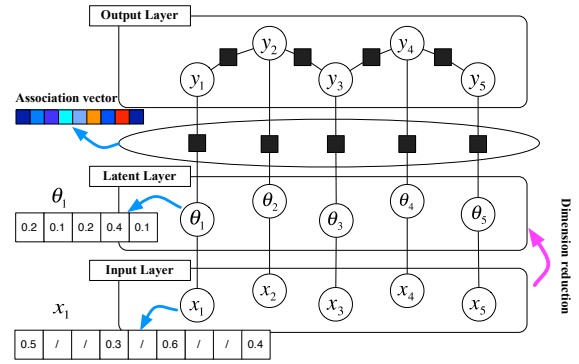 Output Layer
y2 y4
y1 y3 y5
Association vector
Latent Layer
θ1
θ1 θ2 θ3 θ4 θ5
0.2 0.1 0.2 0.4 0.1
Dimension reduction
Input Layer
x1
x1 x2 x3 x4 x5
0.5 / / 0.3 / 0.6 / / 0.4